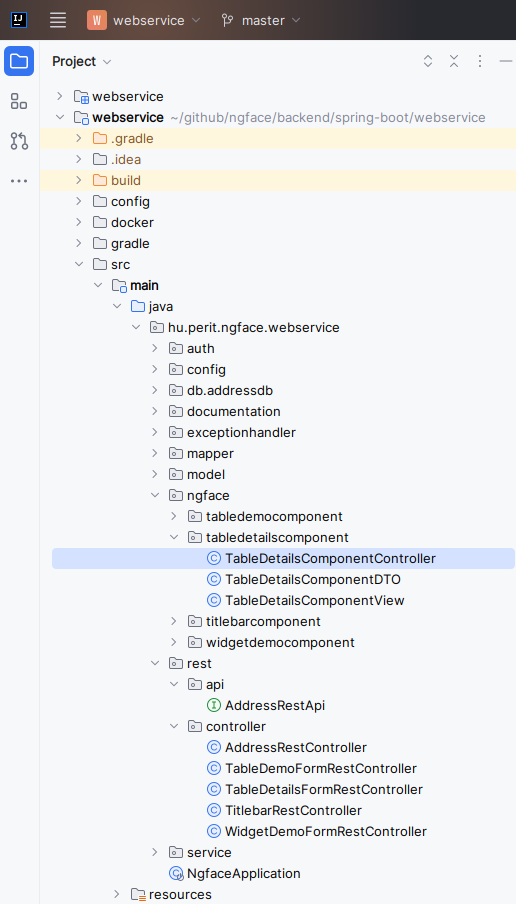 IJ W webservice master
Project
webservice
webservice ~/github/ngface/backend/spring-boot/webservice
.gradle
.idea
build
config
docker
gradle
src
main
java
hu.perit.ngface.webservice
auth
config
db.addressdb
documentation
exceptionhandler
mapper
model
ngface
tabledemocomponent
tabledetailscomponent
C TableDetailsComponentController
C TableDetailsComponentDTO
C TableDetailsComponentView
titlebarcomponent
widgetdemocomponent
rest
api
I AddressRestApi
controller
C AddressRestController
C TableDemoFormRestController
C TableDetailsFormRestController
C TitlebarRestController
C WidgetDemoFormRestController
service
C NgfaceApplication
resources